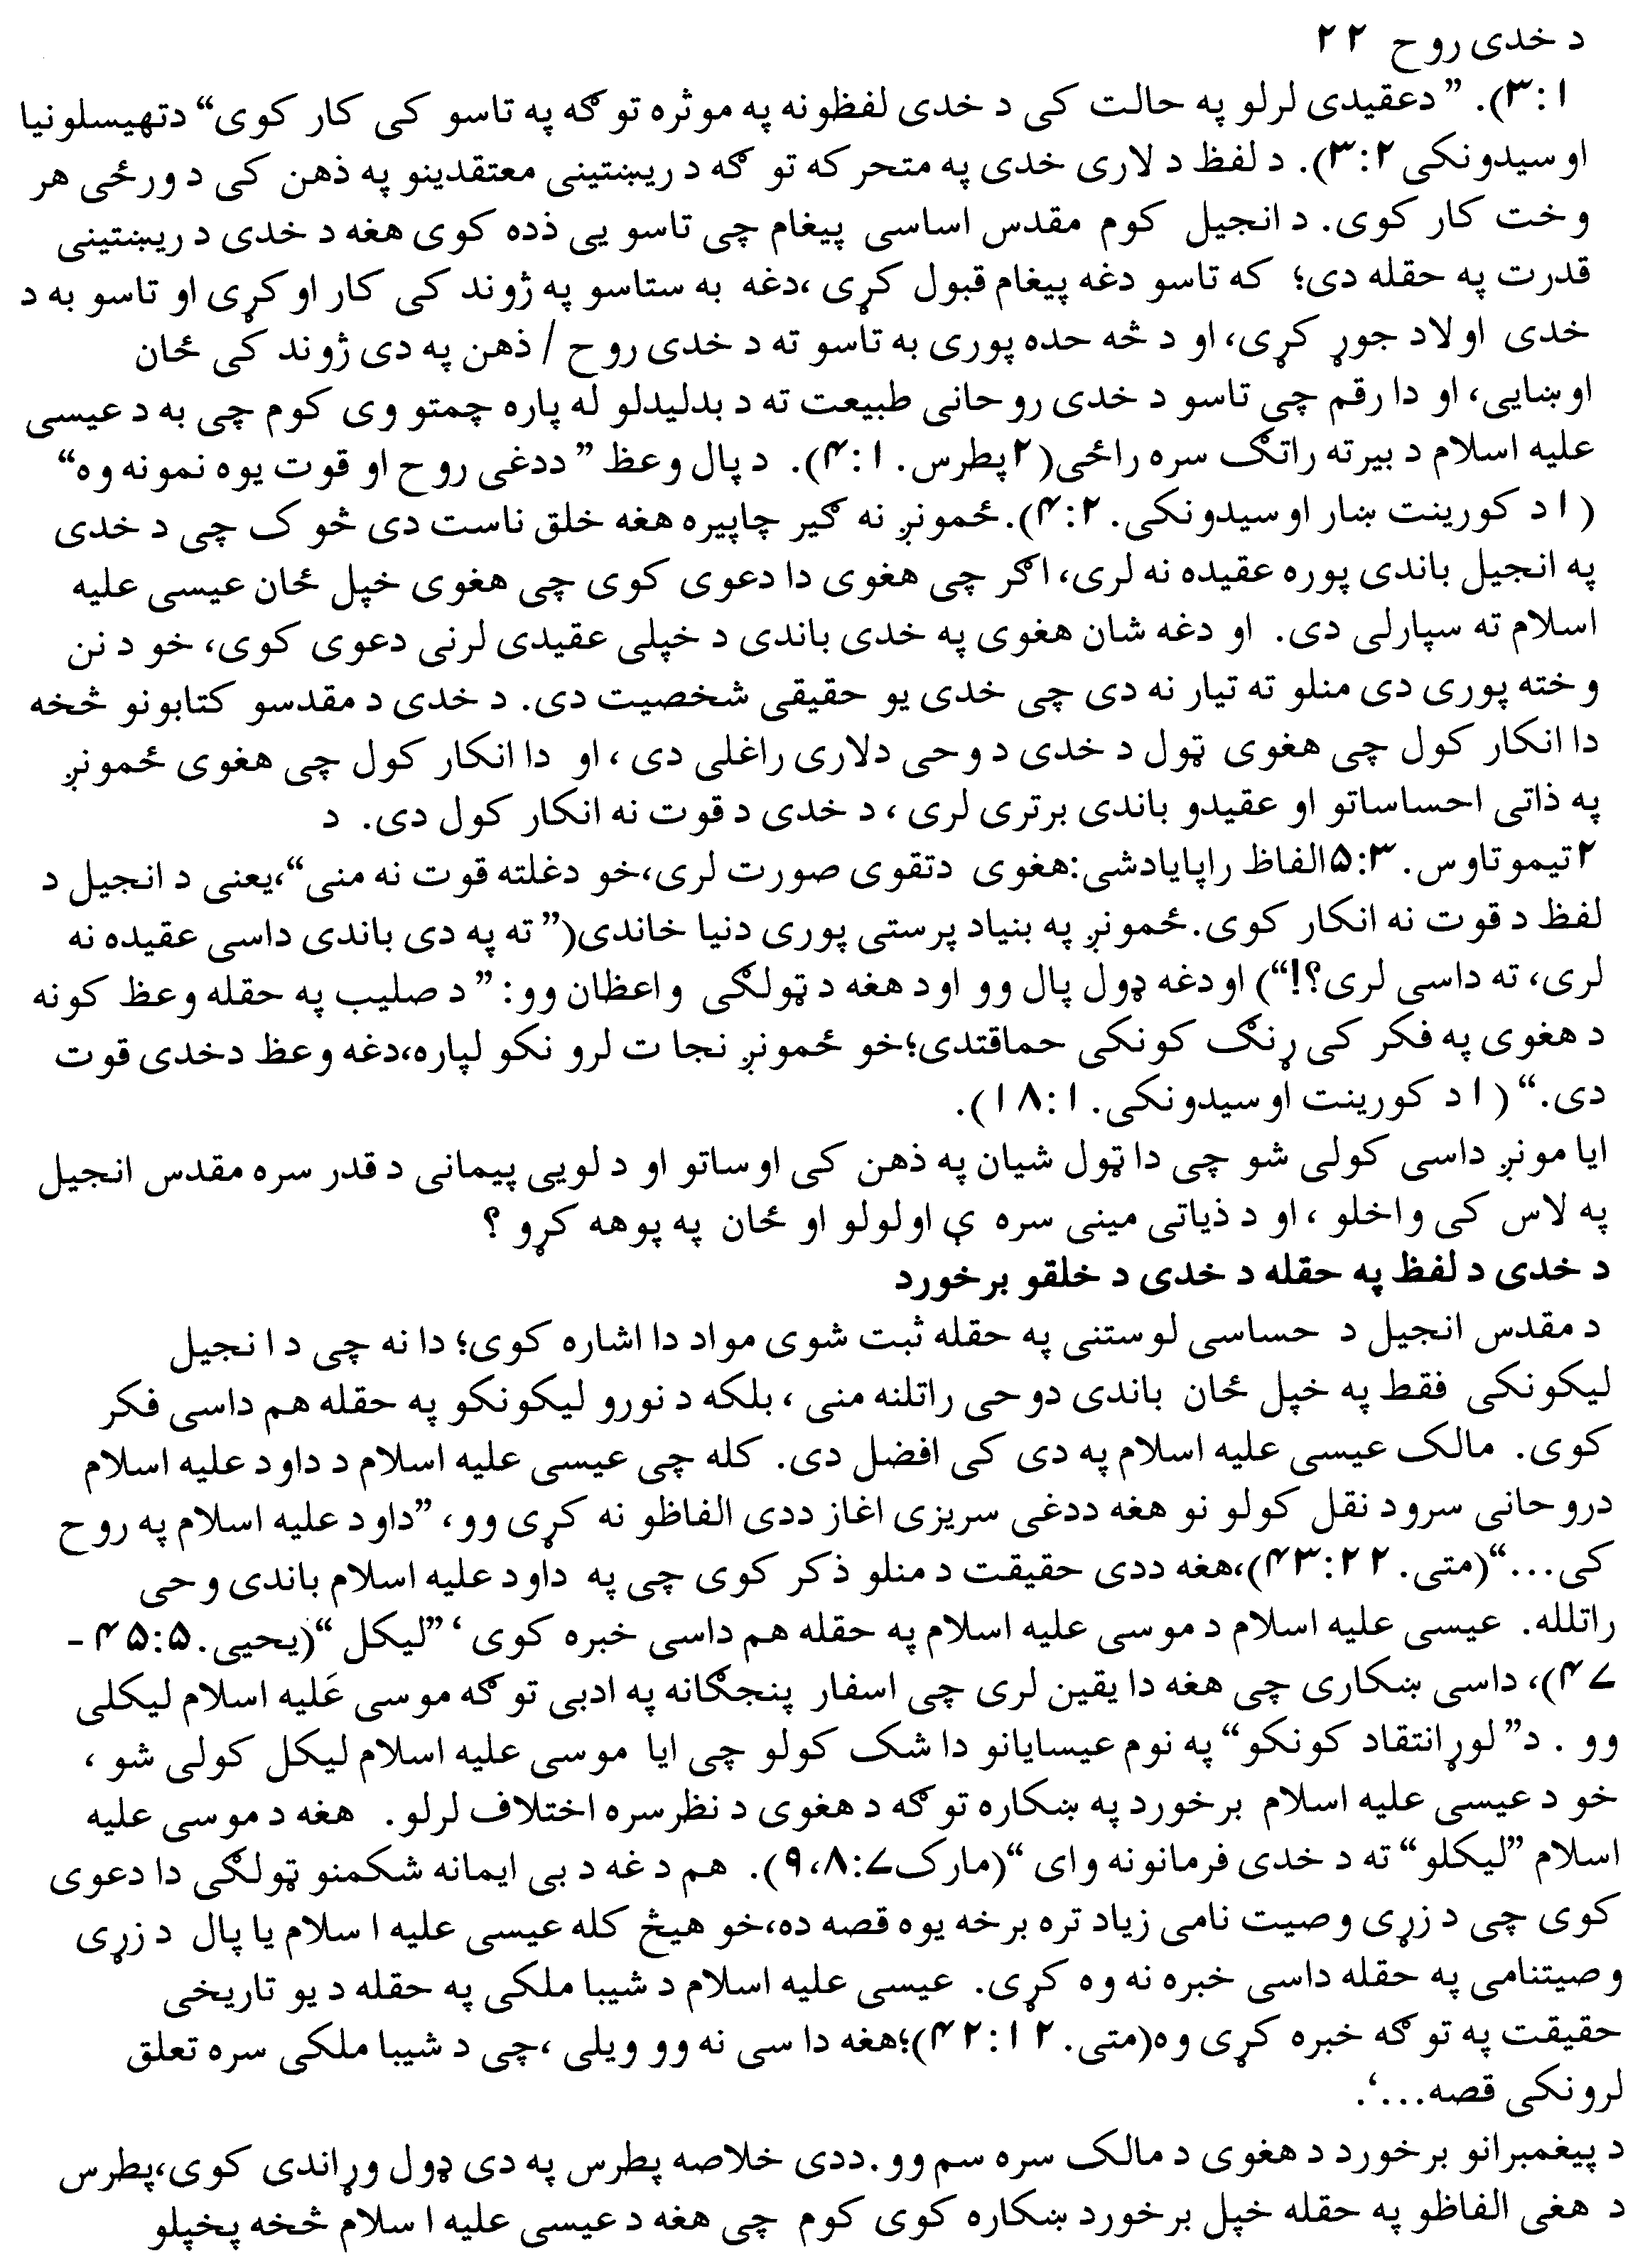 د خدی روح ۲۲
۳:۱). ”دعقیدی لرلو په حالت کی د خدی لفظونه په موثره توګه په تاسو کی کار کوی“ دتهیسلونیا
اوسیدونکی ۳:۲). د لفظ د لاری خدی په متحرکه توګه د ریښتینی معتقدینو په ذهن کی د ورځی هر
وخت کار کوی. د انجیل کوم مقدس اساسی پیغام چی تاسو یی ذده کوی هغه د خدی د ریښتینی
قدرت په حقله دی؛ که تاسو دغه پیغام قبول کړی ،دغه به ستاسو په ژوند کی کار اوکړی او تاسو به د
خدی اولاد جوړ کړی، او د څه حده پوری به تاسو ته د خدی روح / ذهن په دی ژوند کی ځان
اوښایی، او دا رقم چی تاسو د خدی روحانی طبیعت ته د بدلیدلو له پاره چمتو وی کوم چی به د عیسی
علیه اسلام د بیرته راتګ سره راځی(۲پطرس. ۴:۱). د پال وعظ ”ددغی روح او قوت یوه نمونه وه“
(۱ د کورینت ښار اوسیدونکی. ۴:۲).ځمونږ نه ګیر چاپیره هغه خلق ناست دی څوک چی د خدی
په انجیل باندی پوره عقیده نه لری، اګر چی هغوی دا دعوی کوی چی هغوی خپل ځان عیسی علیه
اسلام ته سپارلی دی. او دغه شان هغوی په خدی باندی د خپلی عقیدی لرنی دعوی کوی، خو د نن
وخته پوری دی منلو ته تیار نه دی چی خدی یو حقیقی شخصیت دی. د خدی د مقدسو کتابونو څخه
دا انکار کول چی هغوی ټول د خدی د وحی دلاری راغلی دی ، او دا انکار کول چی هغوی ځمونږ
په ذاتی احساساتو او عقیدو باندی برتری لری ، د خدی د قوت نه انکار کول دی. د
۲تیموتاوس. ۵:۳الفاظ راپایادشی:هغوی دتقوی صورت لری،خو دغلته قوت نه منی“،یعنی د انجیل د
لفظ د قوت نه انکار کوی.ځمونږ په بنیاد پرستی پوری دنیا خاندی(”ته په دی باندی داسی عقیده نه
لری، ته داسی لری؟!“) او دغه ډول پال وو اود هغه د ټولګی واعظان وو: ”د صلیب په حقله وعظ کونه
د هغوی په فکر کی ړنګ کونکی حماقتدی؛خو ځمونږ نجات لرونکو لپاره،دغه وعظ دخدی قوت
دی.“ (۱ د کورینت اوسیدونکی. ۱۸:۱).
ایا مونږ داسی کولی شو چی دا ټول شیان په ذهن کی اوساتو او د لویی پیمانی د قدر سره مقدس انجیل
په لاس کی واخلو ، او د ذیاتی مینی سره ې اولولو او ځان په پوهه کړو ؟
د خدی د لفظ په حقله د خدی د خلقو برخورد
د مقدس انجیل د حساسی لوستنی په حقله ثبت شوی مواد دا اشاره کوی؛ دا نه چی د انجیل
لیکونکی فقط په خپل ځان باندی دوحی راتلنه منی ، بلکه د نورو لیکونکو په حقله هم داسی فکر
کوی. مالک عیسی علیه اسلام په دی کی افضل دی. کله چی عیسی علیه اسلام د داود علیه اسلام
دروحانی سرود نقل کولو نو هغه ددغی سریزی اغاز ددی الفاظو نه کړی وو، ”داود علیه اسلام په روح
کی...“(متی. ۴۳:۲۲)،هغه ددی حقیقت د منلو ذکر کوی چی په داود علیه اسلام باندی وحی
راتلله. عیسی علیه اسلام د موسی علیه اسلام په حقله هم داسی خبره کوی ‘”لیکل“(یحیی.۴۵:۵ -
۴۷)، داسی ښکاری چی هغه دا یقین لری چی اسفار پنجګانه په ادبی توګه موسی عَلیه اسلام لیکلی
وو . د”لوړانتقاد کونکو“ په نوم عیسایانو دا شک کولو چی ایا موسی علیه اسلام لیکل کولی شو ،
خو د عیسی علیه اسلام برخورد په ښکاره توګه د هغوی د نظرسره اختلاف لرلو. هغه د موسی علیه
اسلام ”لیکلو“ ته د خدی فرمانونه وای “(مارک۷:۸،۹). هم دغه د بی ایمانه شکمنو ټولګی دا دعوی
کوی چی د زړی وصیت نامی زیاد تره برخه یوه قصه ده،خو هیڅ کله عیسی علیه اسلام یا پال د زړی
وصیتنامی په حقله داسی خبره نه وه کړی. عیسی علیه اسلام د شیبا ملکی په حقله د یو تاریخی
حقیقت په توګه خبره کړی وه(متی. ۴۲:۱۲)؛هغه داسی نه وو ویلی ،چی د شیبا ملکی سره تعلق
لرونکی قصه...‘.
د پیغمبرانو برخورد د هغوی د مالک سره سم وو.ددی خلاصه پطرس په دی ډول وړاندی کوی،پطرس
د هغی الفاظو په حقله خپل برخورد ښکاره کوی کوم چی هغه د عیسی علیه اسلام څخه پخپلو